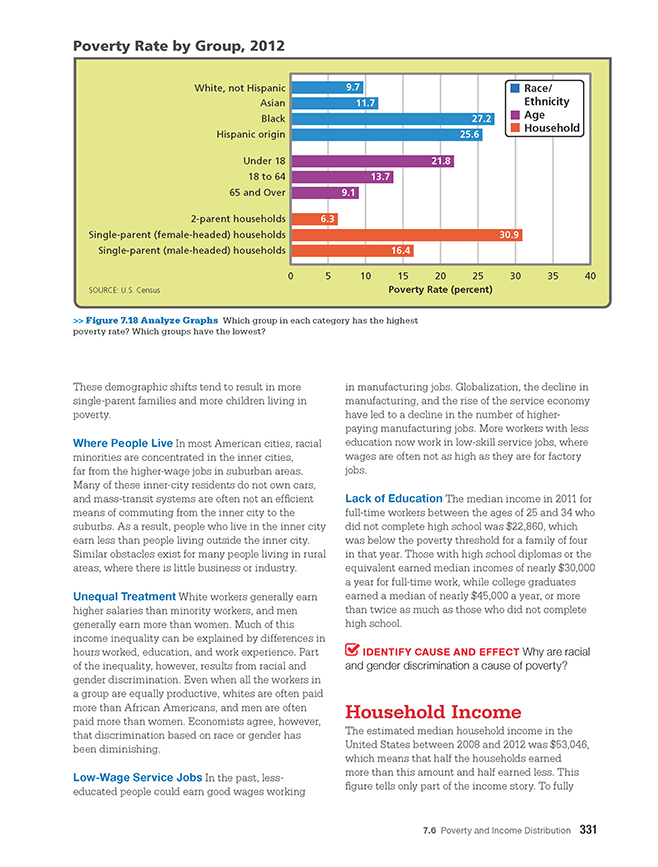 Poverty Rate by Group, 2012
White, not Hispanic 9.7
Asian 11.7
Black 27.2
Hispanic origin 25.6
Under 18 21.8
18 to 64 13.7
65 and Over 9.1
2-parent households 6.3
Single-parent (female-headed) households 30.9
Single-parent (male-headed) households 16.4
Race/
Ethnicity
Age
Household
0 5 10 15 20 25 30 35 40
Poverty Rate (percent)
SOURCE: U.S. Census
>> Figure 7.18 Analyze Graphs Which group in each category has the highest
poverty rate? Which groups have the lowest?
These demographic shifts tend to result in more
single-parent families and more children living in
poverty.
Where People Live In most American cities, racial
minorities are concentrated in the inner cities,
far from the higher-wage jobs in suburban areas.
Many of these inner-city residents do not own cars,
and mass-transit systems are often not an efficient
means of commuting from the inner city to the
suburbs. As a result, people who live in the inner city
earn less than people living outside the inner city.
Similar obstacles exist for many people living in rural
areas, where there is little business or industry.
Unequal Treatment White workers generally earn
higher salaries than minority workers, and men
generally earn more than women. Much of this
income inequality can be explained by differences in
hours worked, education, and work experience. Part
of the inequality, however, results from racial and
gender discrimination. Even when all the workers in
a group are equally productive, whites are often paid
more than African Americans, and men are often
paid more than women. Economists agree, however,
that discrimination based on race or gender has
been diminishing.
Low-Wage Service Jobs In the past, less-
educated people could earn good wages working
in manufacturing jobs. Globalization, the decline in
manufacturing, and the rise of the service economy
have led to a decline in the number of higher-
paying manufacturing jobs. More workers with less
education now work in low-skill service jobs, where
wages are often not as high as they are for factory
jobs.
Lack of Education The median income in 2011 for
full-time workers between the ages of 25 and 34 who
did not complete high school was $22,860, which
was below the poverty threshold for a family of four
in that year. Those with high school diplomas or the
equivalent earned median incomes of nearly $30,000
a year for full-time work, while college graduates
earned a median of nearly $45,000 a year, or more
than twice as much as those who did not complete
high school.
IDENTIFY CAUSE AND EFFECT Why are racial
and gender discrimination a cause of poverty?
Household Income
The estimated median household income in the
United States between 2008 and 2012 was $53,046,
which means that half the households earned
more than this amount and half earned less. This
figure tells only part of the income story. To fully
7.6 Poverty and Income Distribution 331